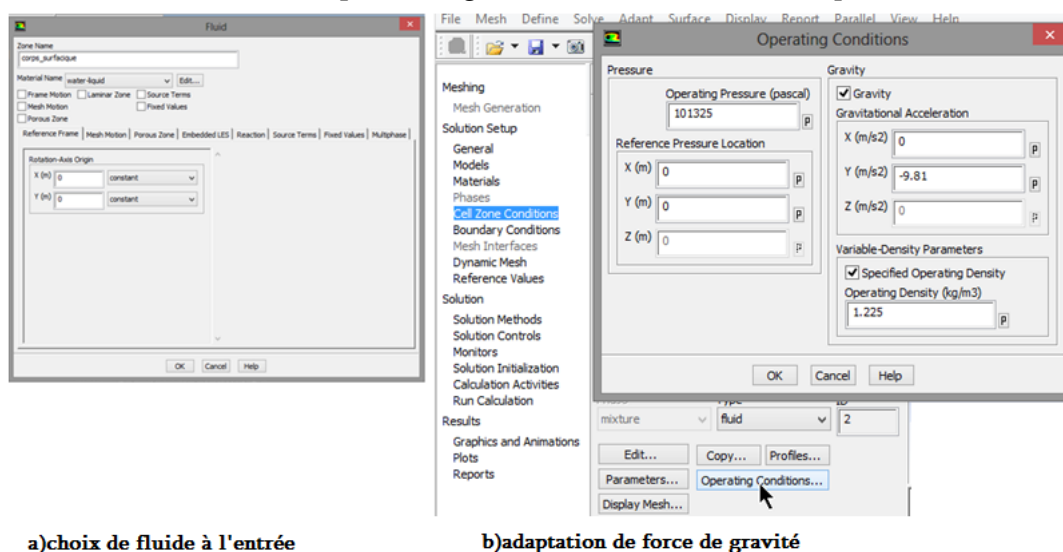 Fluid
Zone Name
corps_surfacique
Material Name water-liquid Edit...
Frame Motion Laminar Zone Source Terms
Mesh Motion Fixed Values
Porous Zone
Reference Frame Mesh Motion Porous Zone Embedded LES Reaction Source Terms Fixed Values Multiphase
Rotation-Axis Origin
X (m) 0 constant
Y (m) 0 constant
OK Cancel Help
File Mesh Define Solve Adapt Surface Display Report Parallel View Help
Meshing
Mesh Generation
Solution Setup
General
Models
Materials
Phases
Cell Zone Conditions
Boundary Conditions
Mesh Interfaces
Dynamic Mesh
Reference Values
Solution
Solution Methods
Solution Controls
Monitors
Solution Initialization
Calculation Activities
Run Calculation
Results
Graphics and Animations
Plots
Reports
Operating Conditions
Pressure
Operating Pressure (pascal)
101325 P
Reference Pressure Location
X (m) 0 P
Y (m) 0 P
Z (m) 0 P
Gravity
Gravity
Gravitational Acceleration
X (m/s2) 0 P
Y (m/s2) -9.81 P
Z (m/s2) 0 P
Variable-Density Parameters
Specified Operating Density
Operating Density (kg/m3)
1.225 P
OK Cancel Help
mixture fluid 2
Edit... Copy... Profiles...
Parameters... Operating Conditions...
Display Mesh...
a)choix de fluide à l'entrée
b)adaptation de force de gravité